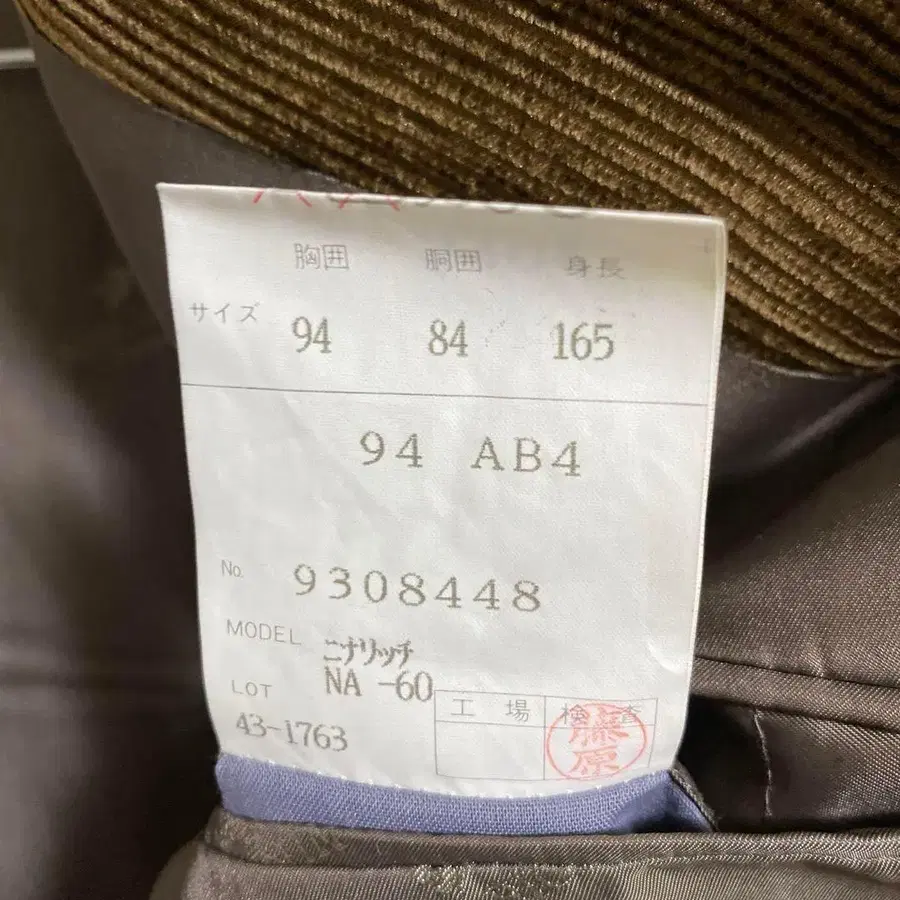 胸囲 胴囲 身長
サイズ 94 84 165
94 AB4
No. 9308448
MODEL ニナリッチ
NA -60
LOT
43-1763
工場 検査
藤原